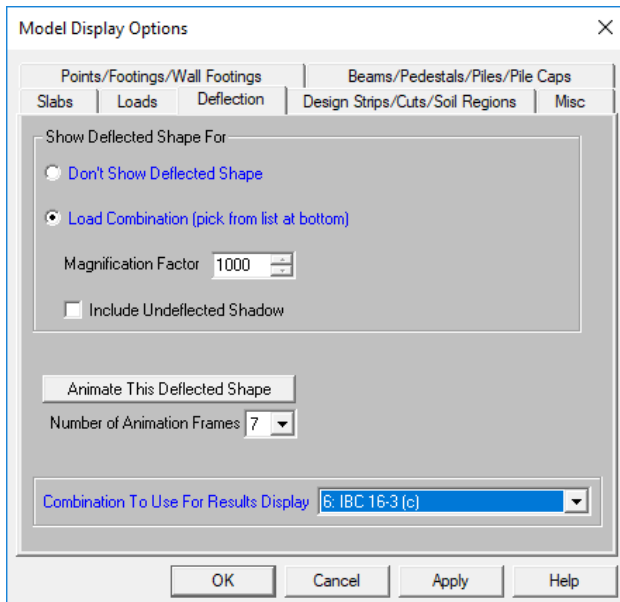 Model Display Options
Points/Footings/Wall Footings Beams/Pedestals/Piles/Pile Caps
Slabs Loads Deflection Design Strips/Cuts/Soil Regions Misc
Show Deflected Shape For
Don't Show Deflected Shape
Load Combination (pick from list at bottom)
Magnification Factor 1000
Include Undeflected Shadow
Animate This Deflected Shape
Number of Animation Frames 7
Combination To Use For Results Display 6: IBC 16-3 (c)
OK Cancel Apply Help